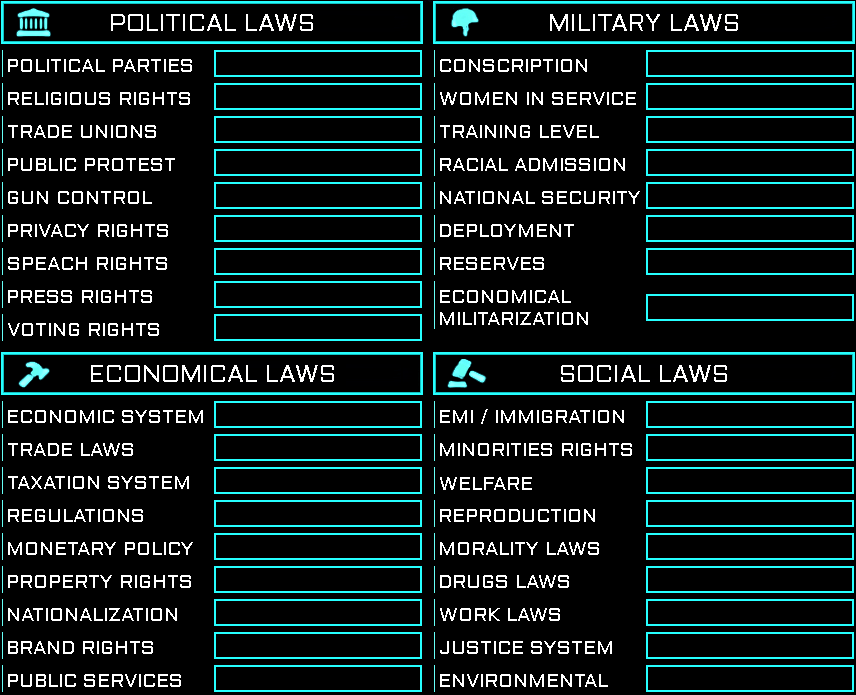 POLITICAL LAWS
POLITICAL PARTIES
RELIGIOUS RIGHTS
TRADE UNIONS
PUBLIC PROTEST
GUN CONTROL
PRIVACY RIGHTS
SPEACH RIGHTS
PRESS RIGHTS
VOTING RIGHTS
MILITARY LAWS
CONSCRIPTION
WOMEN IN SERVICE
TRAINING LEVEL
RACIAL ADMISSION
NATIONAL SECURITY
DEPLOYMENT
RESERVES
ECONOMICAL
MILITARIZATION
ECONOMICAL LAWS
ECONOMIC SYSTEM
TRADE LAWS
TAXATION SYSTEM
REGULATIONS
MONETARY POLICY
PROPERTY RIGHTS
NATIONALIZATION
BRAND RIGHTS
PUBLIC SERVICES
SOCIAL LAWS
EMI / IMMIGRATION
MINORITIES RIGHTS
WELFARE
REPRODUCTION
MORALITY LAWS
DRUGS LAWS
WORK LAWS
JUSTICE SYSTEM
ENVIRONMENTAL